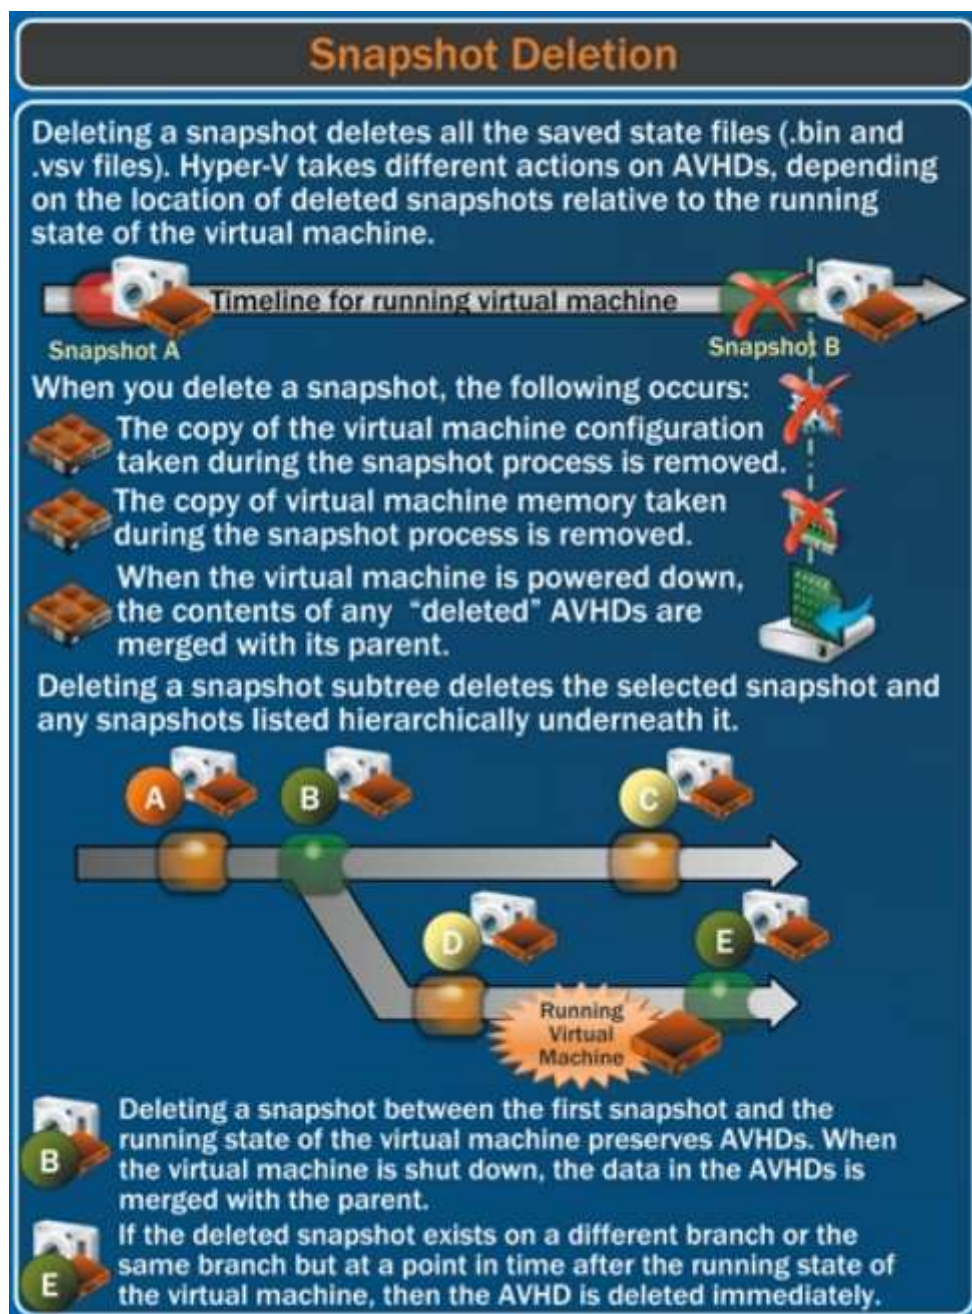 Snapshot Deletion
Deleting a snapshot deletes all the saved state files (.bin and
.vsv files). Hyper-V takes different actions on AVHDs, depending
on the location of deleted snapshots relative to the running
state of the virtual machine.
Timeline for running virtual machine
Snapshot A
Snapshot B
When you delete a snapshot, the following occurs:
The copy of the virtual machine configuration
taken during the snapshot process is removed.
The copy of virtual machine memory taken
during the snapshot process is removed.
When the virtual machine is powered down,
the contents of any "deleted" AVHDs are
merged with its parent.
Deleting a snapshot subtree deletes the selected snapshot and
any snapshots listed hierarchically underneath it.
A
B
C
D
E
Running
Virtual
Machine
B
Deleting a snapshot between the first snapshot and the
running state of the virtual machine preserves AVHDs. When
the virtual machine is shut down, the data in the AVHDs is
merged with the parent.
E
If the deleted snapshot exists on a different branch or the
same branch but at a point in time after the running state of
the virtual machine, then the AVHD is deleted immediately.